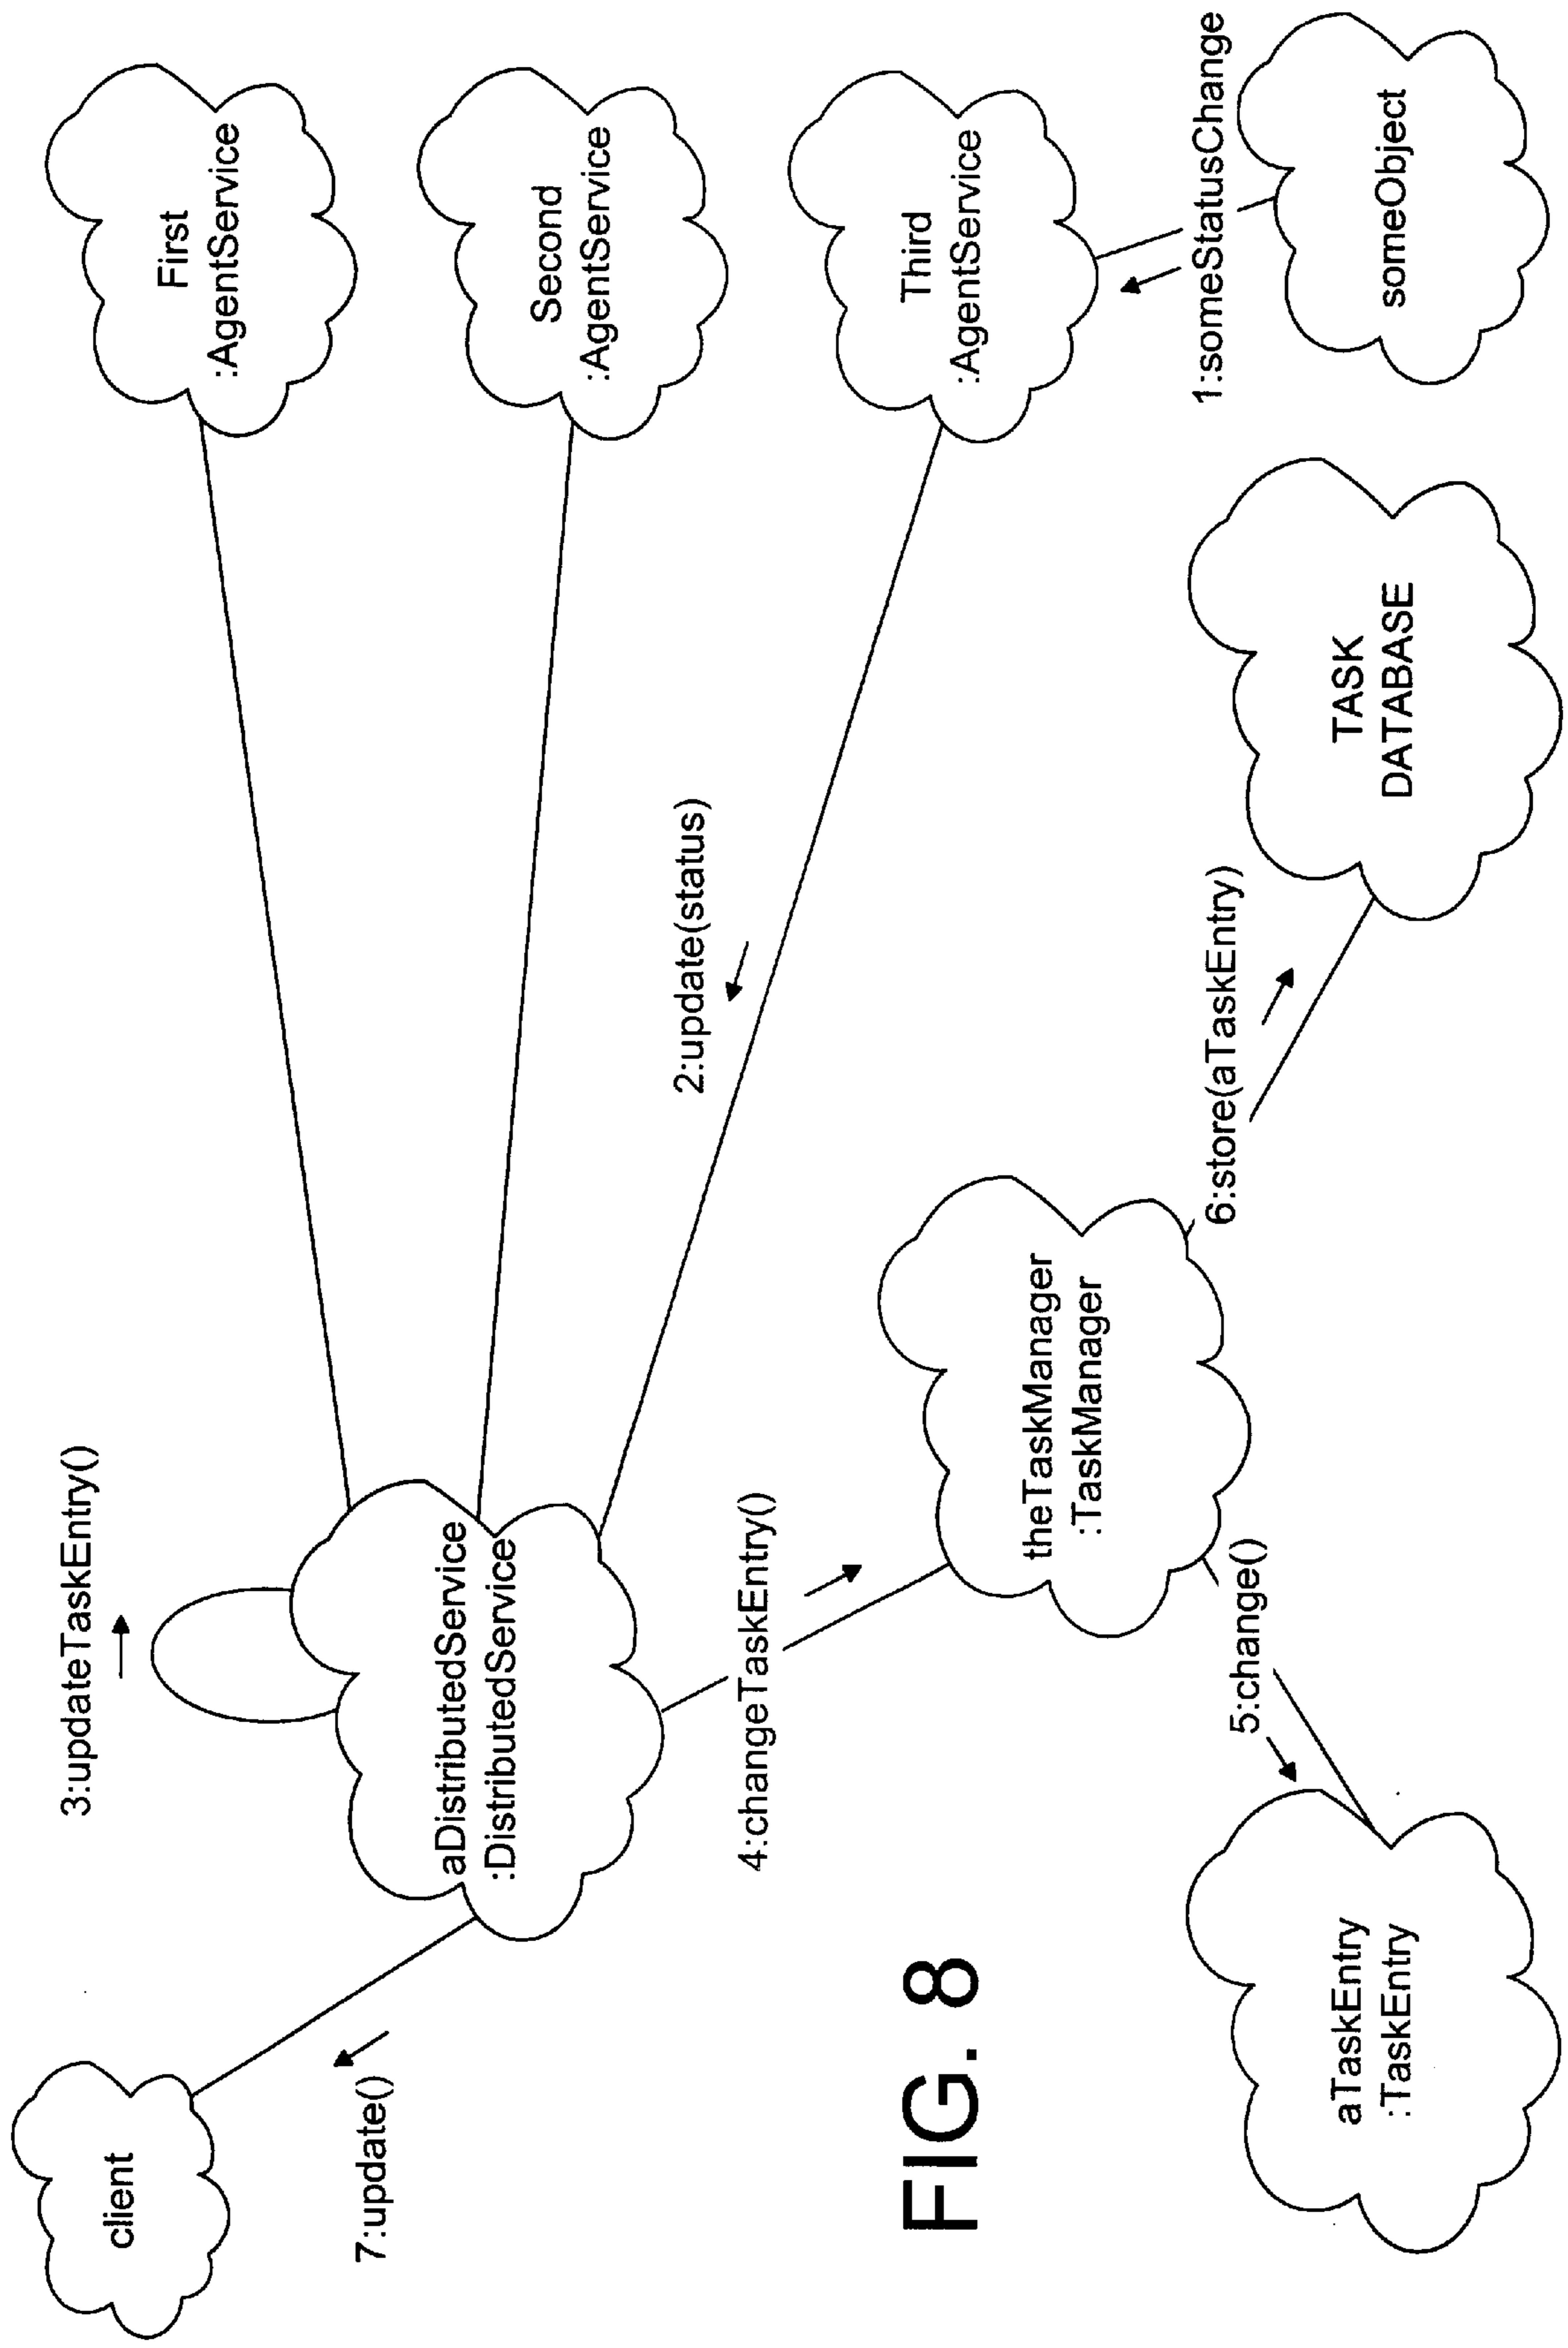 client
7:update()
3:updateTaskEntry()
aDistributedService
:DistributedService
First
:AgentService
Second
:AgentService
2:update(status)
Third
:AgentService
4:changeTaskEntry()
theTaskManager
:TaskManager
1:someStatusChange
someObject
6:store(aTaskEntry)
TASK
DATABASE
5:change()
aTaskEntry
:TaskEntry
FIG. 8